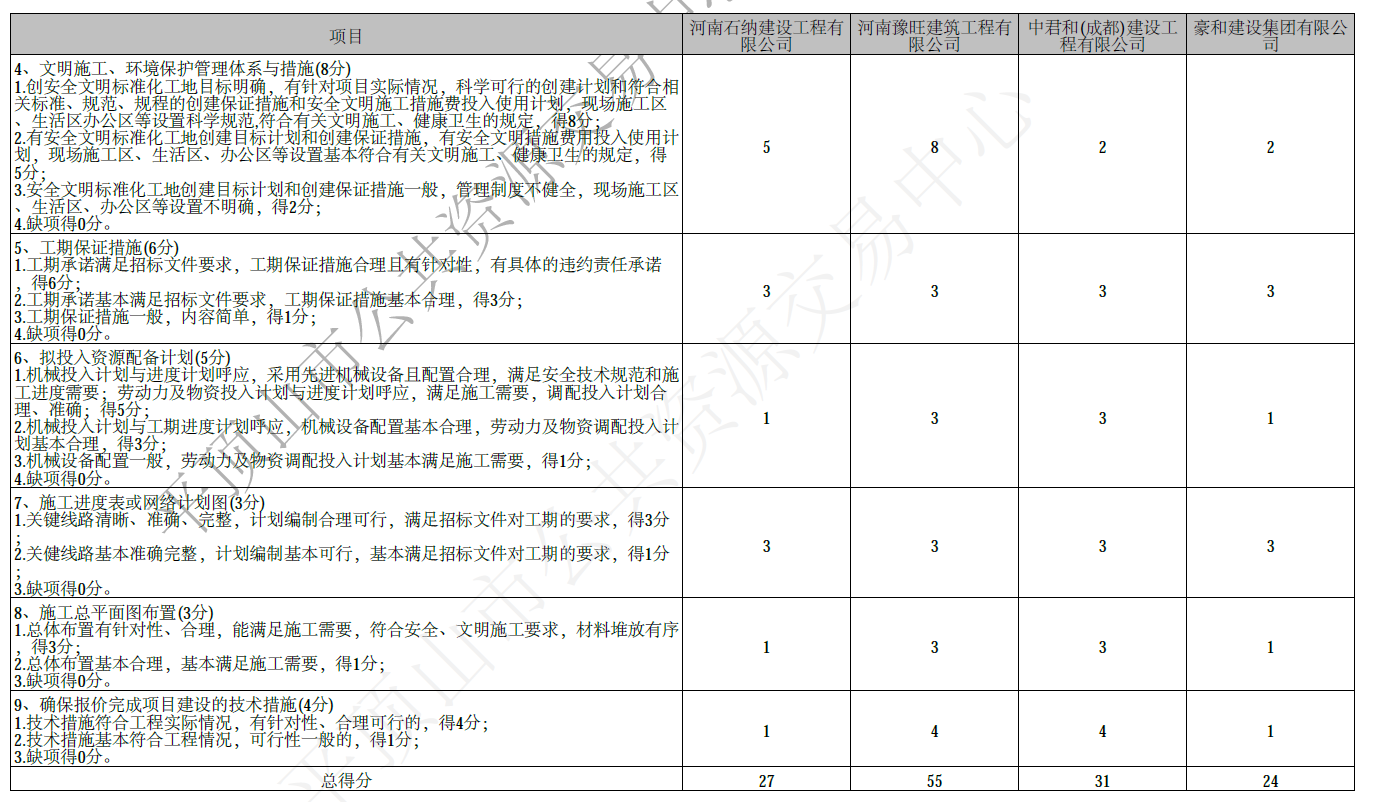 项目
河南石纳建设工程有
限公司
河南豫旺建筑工程有
限公司
中君和(成都)建设工
程有限公司
豪和建设集团有限公
司
4、文明施工、环境保护管理体系与措施(8分)
1.创安全文明标准化工地目标明确，有针对项目实际情况，科学可行的创建计划和符合相
关标准、规范、规程的创建保证措施和安全文明施工措施费投入使用计划，现场施工区
、生活区办公区等设置科学规范,符合有关文明施工、健康卫生的规定，得8分；
2.有安全文明标准化工地创建目标计划和创建保证措施，有安全文明措施费用投入使用计
划，现场施工区、生活区、办公区等设置基本符合有关文明施工、健康卫生的规定，得
5分；
3.安全文明标准化工地创建目标计划和创建保证措施一般，管理制度不健全，现场施工区
、生活区、办公区等设置不明确，得2分；
4.缺项得0分。
5
8
2
2
5、工期保证措施(6分)
1.工期承诺满足招标文件要求，工期保证措施合理且有针对性，有具体的违约责任承诺
，得6分；
2.工期承诺基本满足招标文件要求，工期保证措施基本合理，得3分；
3.工期保证措施一般，内容简单，得1分；
4.缺项得0分。
3
3
3
3
6、拟投入资源配备计划(5分)
1.机械投入计划与进度计划呼应，采用先进机械设备且配置合理，满足安全技术规范和施
工进度需要；劳动力及物资投入计划与进度计划呼应，满足施工需要，调配投入计划合
理、准确；得5分；
2.机械投入计划与工期进度计划呼应，机械设备配置基本合理，劳动力及物资调配投入计
划基本合理，得3分；
3.机械设备配置一般，劳动力及物资调配投入计划基本满足施工需要，得1分；
4.缺项得0分。
1
3
3
1
7、施工进度表或网络计划图(3分)
1.关键线路清晰、准确、完整，计划编制合理可行，满足招标文件对工期的要求，得3分
；
2.关健线路基本准确完整，计划编制基本可行，基本满足招标文件对工期的要求，得1分
；
3.缺项得0分。
3
3
3
3
8、施工总平面图布置(3分)
1.总体布置有针对性、合理，能满足施工需要，符合安全、文明施工要求，材料堆放有序
，得3分；
2.总体布置基本合理，基本满足施工需要，得1分；
3.缺项得0分。
1
3
3
1
9、确保报价完成项目建设的技术措施(4分)
1.技术措施符合工程实际情况，有针对性、合理可行的，得4分；
2.技术措施基本符合工程情况，可行性一般的，得1分；
3.缺项得0分。
1
4
4
1
总得分
27
55
31
24
平顶山市公共资源交易中心
平顶山市公共资源交易中心